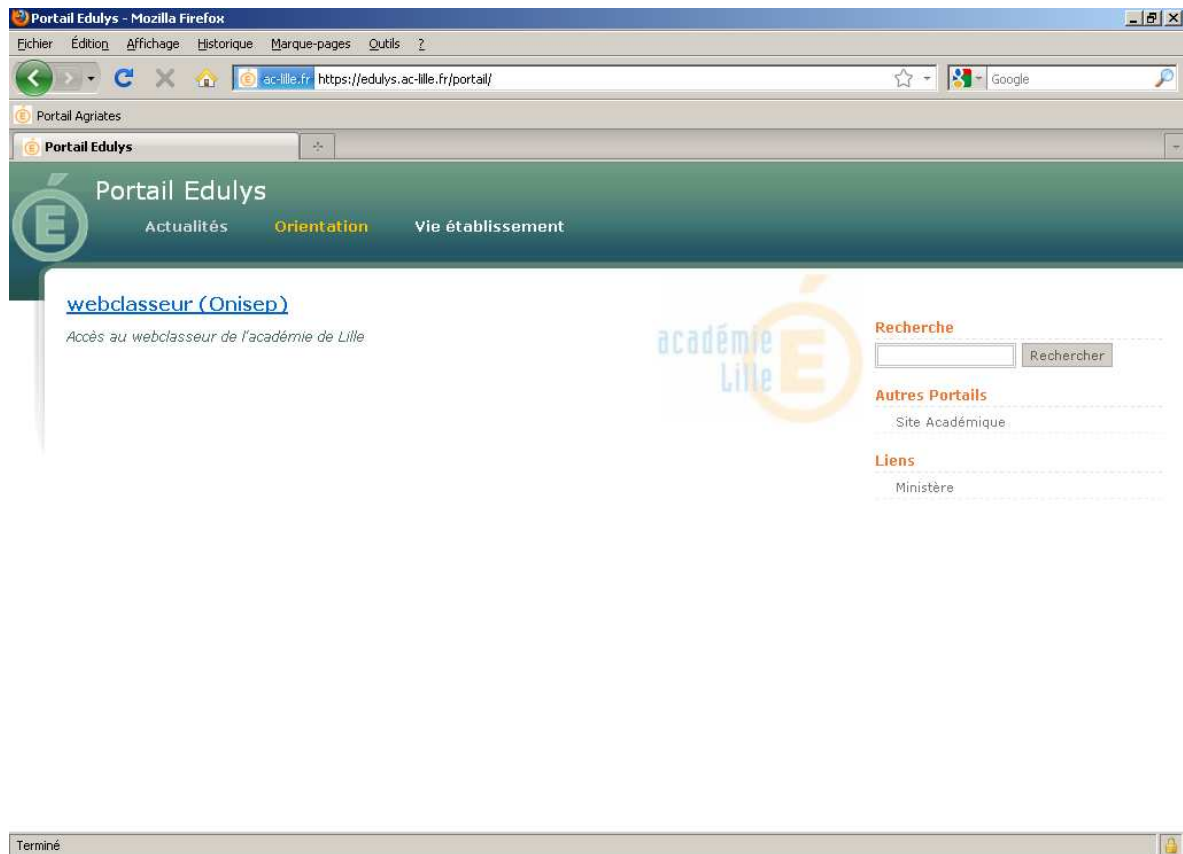 Portail Edulys - Mozilla Firefox
Fichier Édition Affichage Historique Marque-pages Outils ?
ac-lille.fr https://edulys.ac-lille.fr/portail/ Google
Portail Agriates
Portail Edulys
É
Portail Edulys
Actualités Orientation Vie établissement
webclasseur (Onisep)
Accès au webclasseur de l'académie de Lille
académie
Lille
É
Recherche
Rechercher
Autres Portails
Site Académique
Liens
Ministère
Terminé